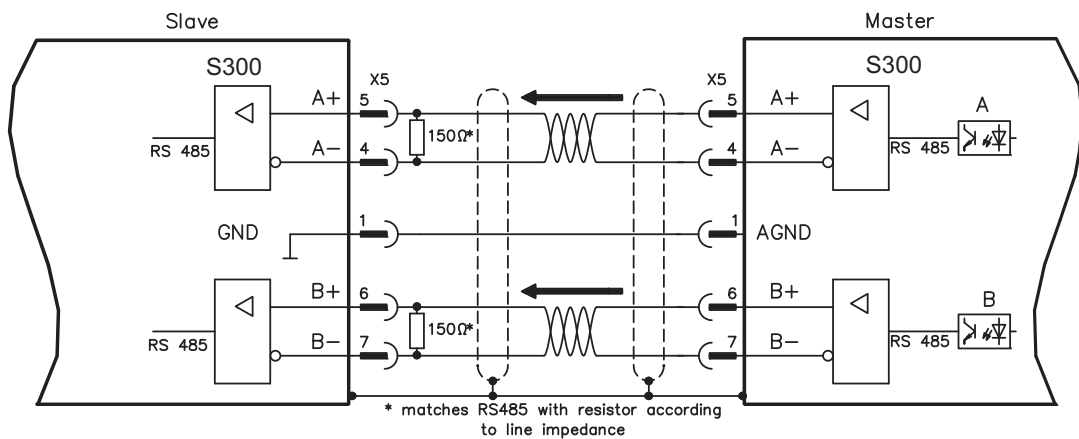 Slave Master
S300 S300
X5 X5
A+ 5 5 A+ A
150Ω*
RS 485 A- 4 4 A- RS 485
GND 1 1 AGND
B+ 6 6 B+ B
150Ω*
RS 485 B- 7 7 B- RS 485
* matches RS485 with resistor according
to line impedance